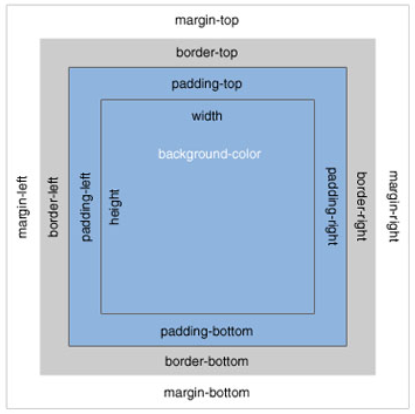 margin-top
border-top
padding-top
width
background-color
margin-left
border-left
padding-left
height
padding-right
border-right
margin-right
padding-bottom
border-bottom
margin-bottom